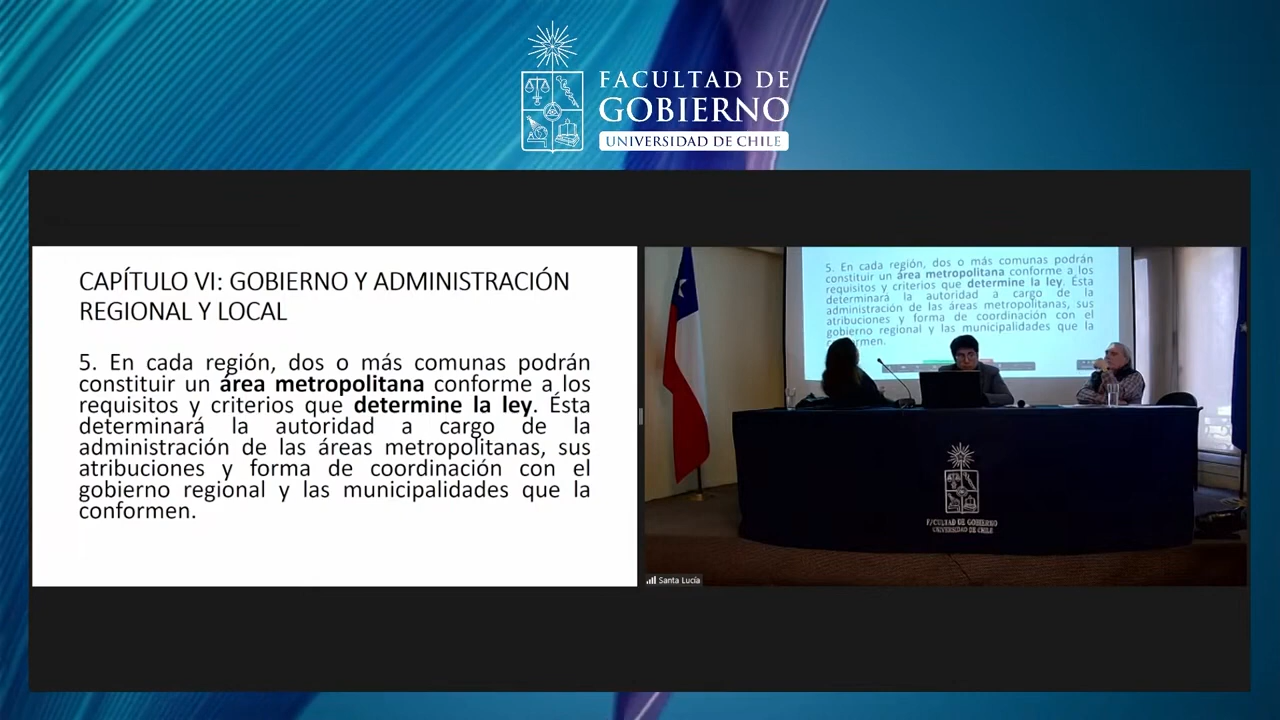 FACULTAD DE
GOBIERNO
UNIVERSIDAD DE CHILE
CAPÍTULO VI: GOBIERNO Y ADMINISTRACIÓN
REGIONAL Y LOCAL
5. En cada región, dos o más comunas podrán
constituir un área metropolitana conforme a los
requisitos y criterios que determine la ley. Ésta
determinará la autoridad a cargo de la
administración de las áreas metropolitanas, sus
atribuciones y forma de coordinación con el
gobierno regional y las municipalidades que la
conformen.
5. En cada región, dos o más comunas podrán
constituir un área metropolitana conforme a los
requisitos y criterios que determine la ley. Ésta
determinará la autoridad a cargo de la
administración de las áreas metropolitanas, sus
atribuciones y forma de coordinación con el
gobierno regional y las municipalidades que la
conformen.
FACULTAD DE GOBIERNO
UNIVERSIDAD DE CHILE
Santa Lucía